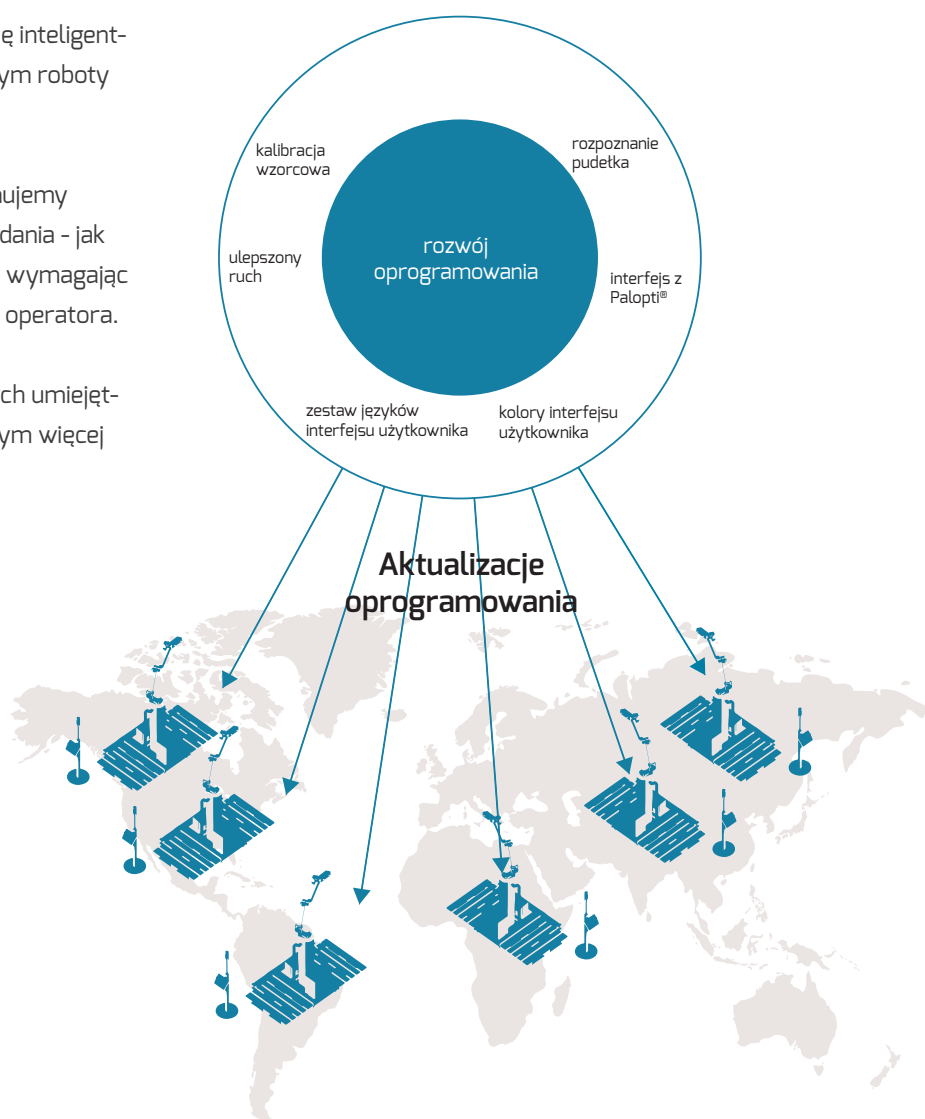 ę inteligent-
ym roboty
ujemy
dania - jak
wymagając
operatora.
ch umiejęt-
ym więcej
kalibracja
wzorcowa
rozpoznanie
pudełka
ulepszony
ruch
rozwój
oprogramowania
interfejs z
Palopti®
zestaw języków
interfejsu użytkownika
kolory interfejsu
użytkownika
Aktualizacje
oprogramowania